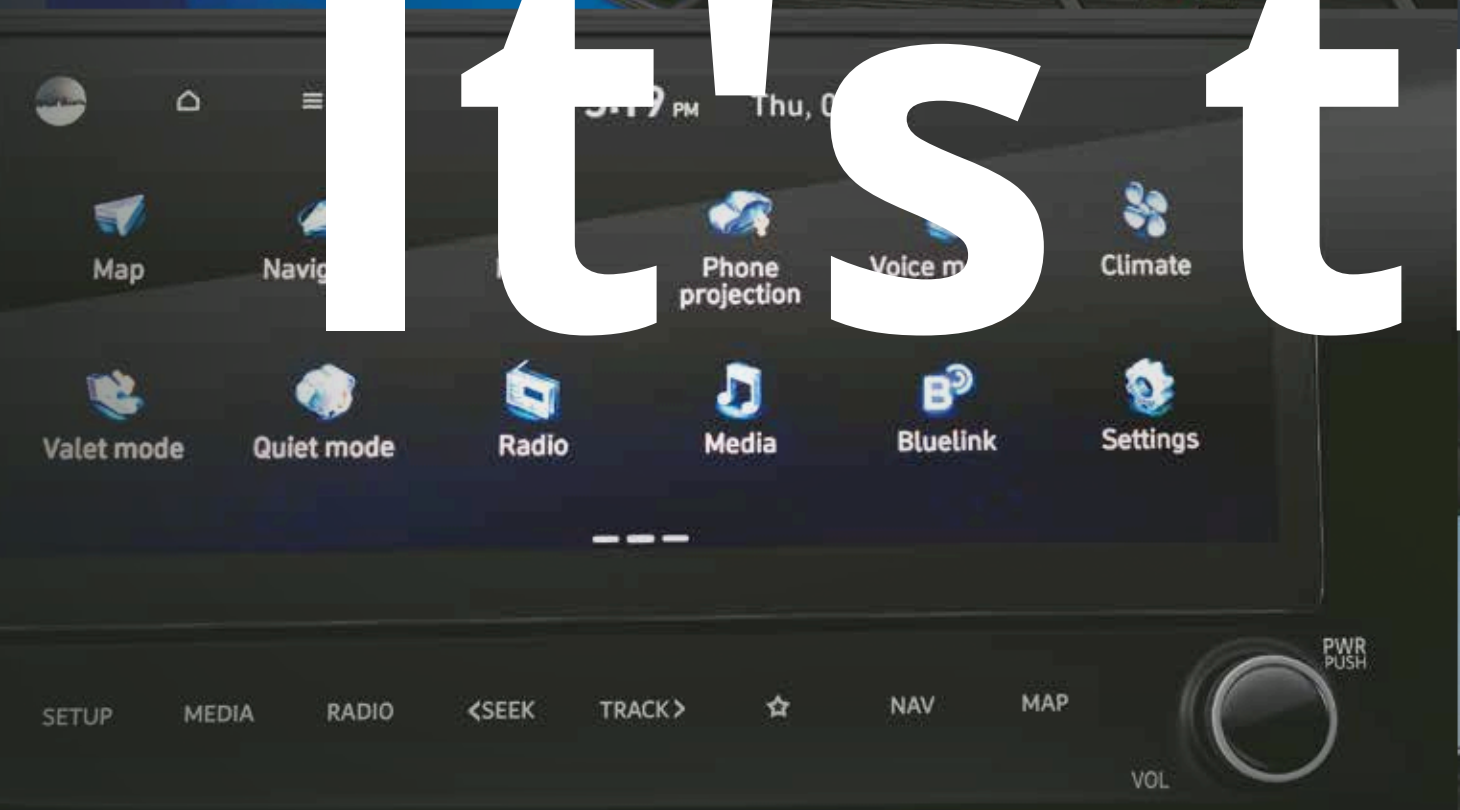 It's t
PM Thu,
Map
Phone
projection
Climate
Valet mode
Quiet mode
Radio
Media
Bluelink
Settings
SETUP
MEDIA
RADIO
<SEEK
TRACK>
NAV
MAP
PWR
PUSH
VOL